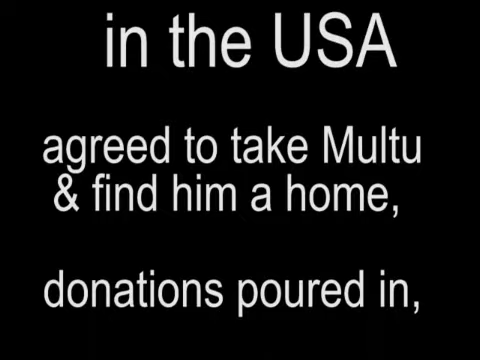 in the USA
agreed to take Multu
& find him a home,
donations poured in,